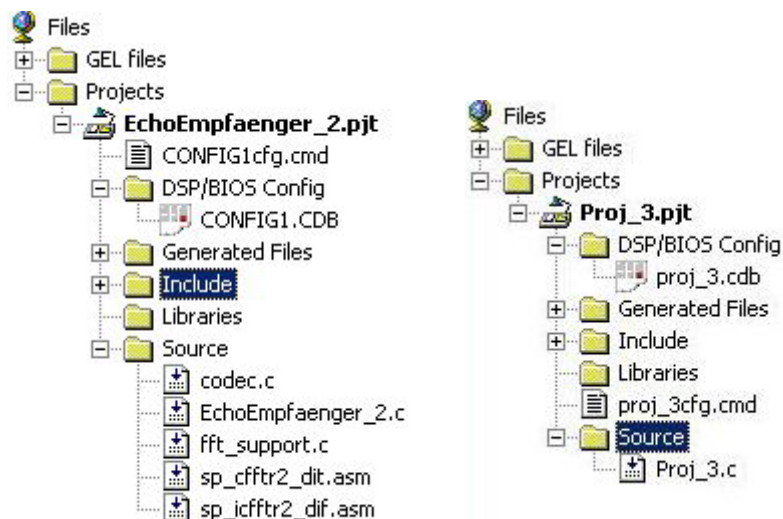 Files
GEL files
Projects
EchoEmpfaenger_2.pjt
CONFIG1cfg.cmd
DSP/BIOS Config
CONFIG1.CDB
Generated Files
Include
Libraries
Source
codec.c
EchoEmpfaenger_2.c
fft_support.c
sp_cfftr2_dit.asm
sp_icfftr2_dif.asm
Files
GEL files
Projects
Proj_3.pjt
DSP/BIOS Config
proj_3.cdb
Generated Files
Include
Libraries
proj_3cfg.cmd
Source
Proj_3.c